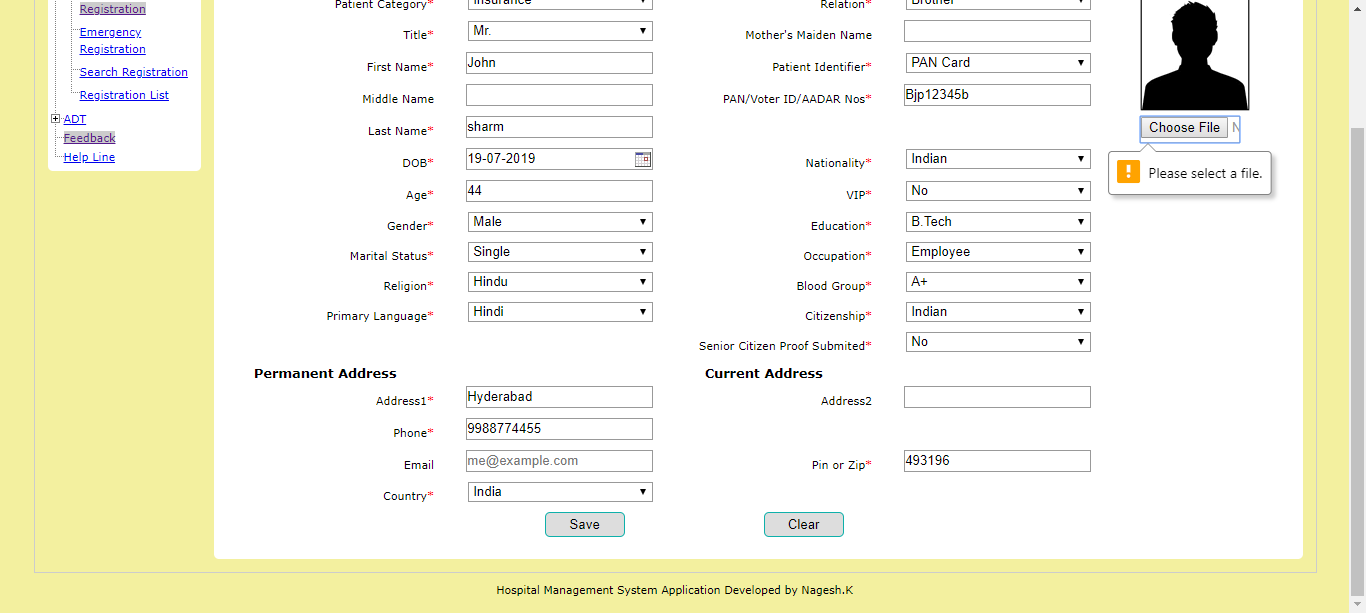 Registration
Emergency
Registration
Search Registration
Registration List
ADT
Feedback
Help Line
Patient Category* Insurance Relation* Brother
Title* Mr. Mother's Maiden Name
First Name* John Patient Identifier* PAN Card
Middle Name PAN/Voter ID/AADAR Nos* Bjp12345b
Last Name* sharm
Choose File N
DOB* 19-07-2019 Nationality* Indian
Please select a file.
Age* 44 VIP* No
Gender* Male Education* B.Tech
Marital Status* Single Occupation* Employee
Religion* Hindu Blood Group* A+
Primary Language* Hindi Citizenship* Indian
Senior Citizen Proof Submited* No
Permanent Address Current Address
Address1* Hyderabad Address2
Phone* 9988774455
Email me@example.com Pin or Zip* 493196
Country* India
Save Clear
Hospital Management System Application Developed by Nagesh.K